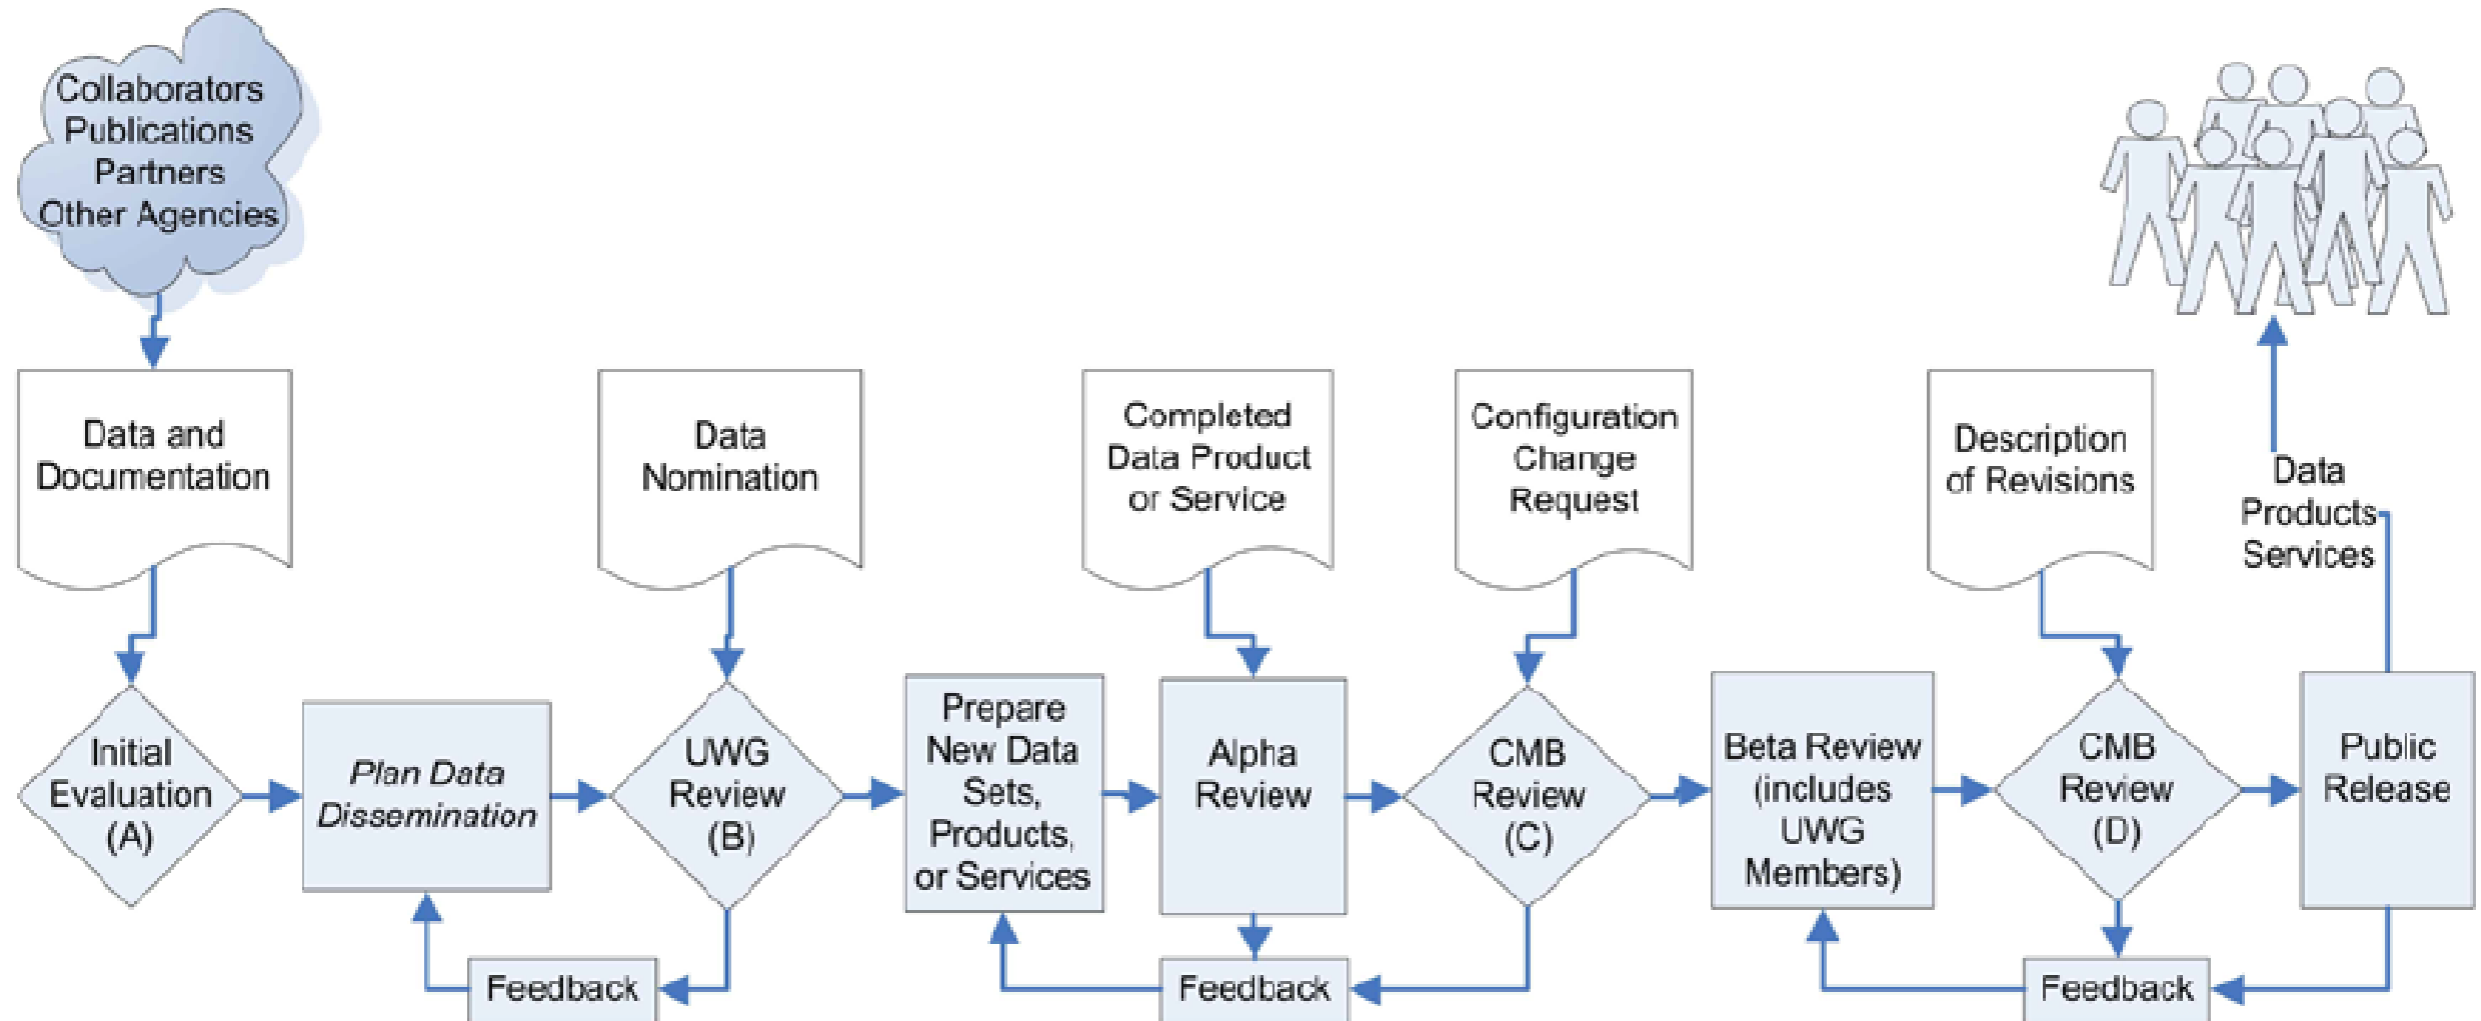 Collaborators
Publications
Partners
Other Agencies
Data and
Documentation
Data
Nomination
Completed
Data Product
or Service
Configuration
Change
Request
Description
of Revisions
Data
Products
Services
Initial
Evaluation
(A)
Plan Data
Dissemination
UWG
Review
(B)
Prepare
New Data
Sets,
Products,
or Services
Alpha
Review
CMB
Review
(C)
Beta Review
(includes
UWG
Members)
CMB
Review
(D)
Public
Release
Feedback
Feedback
Feedback